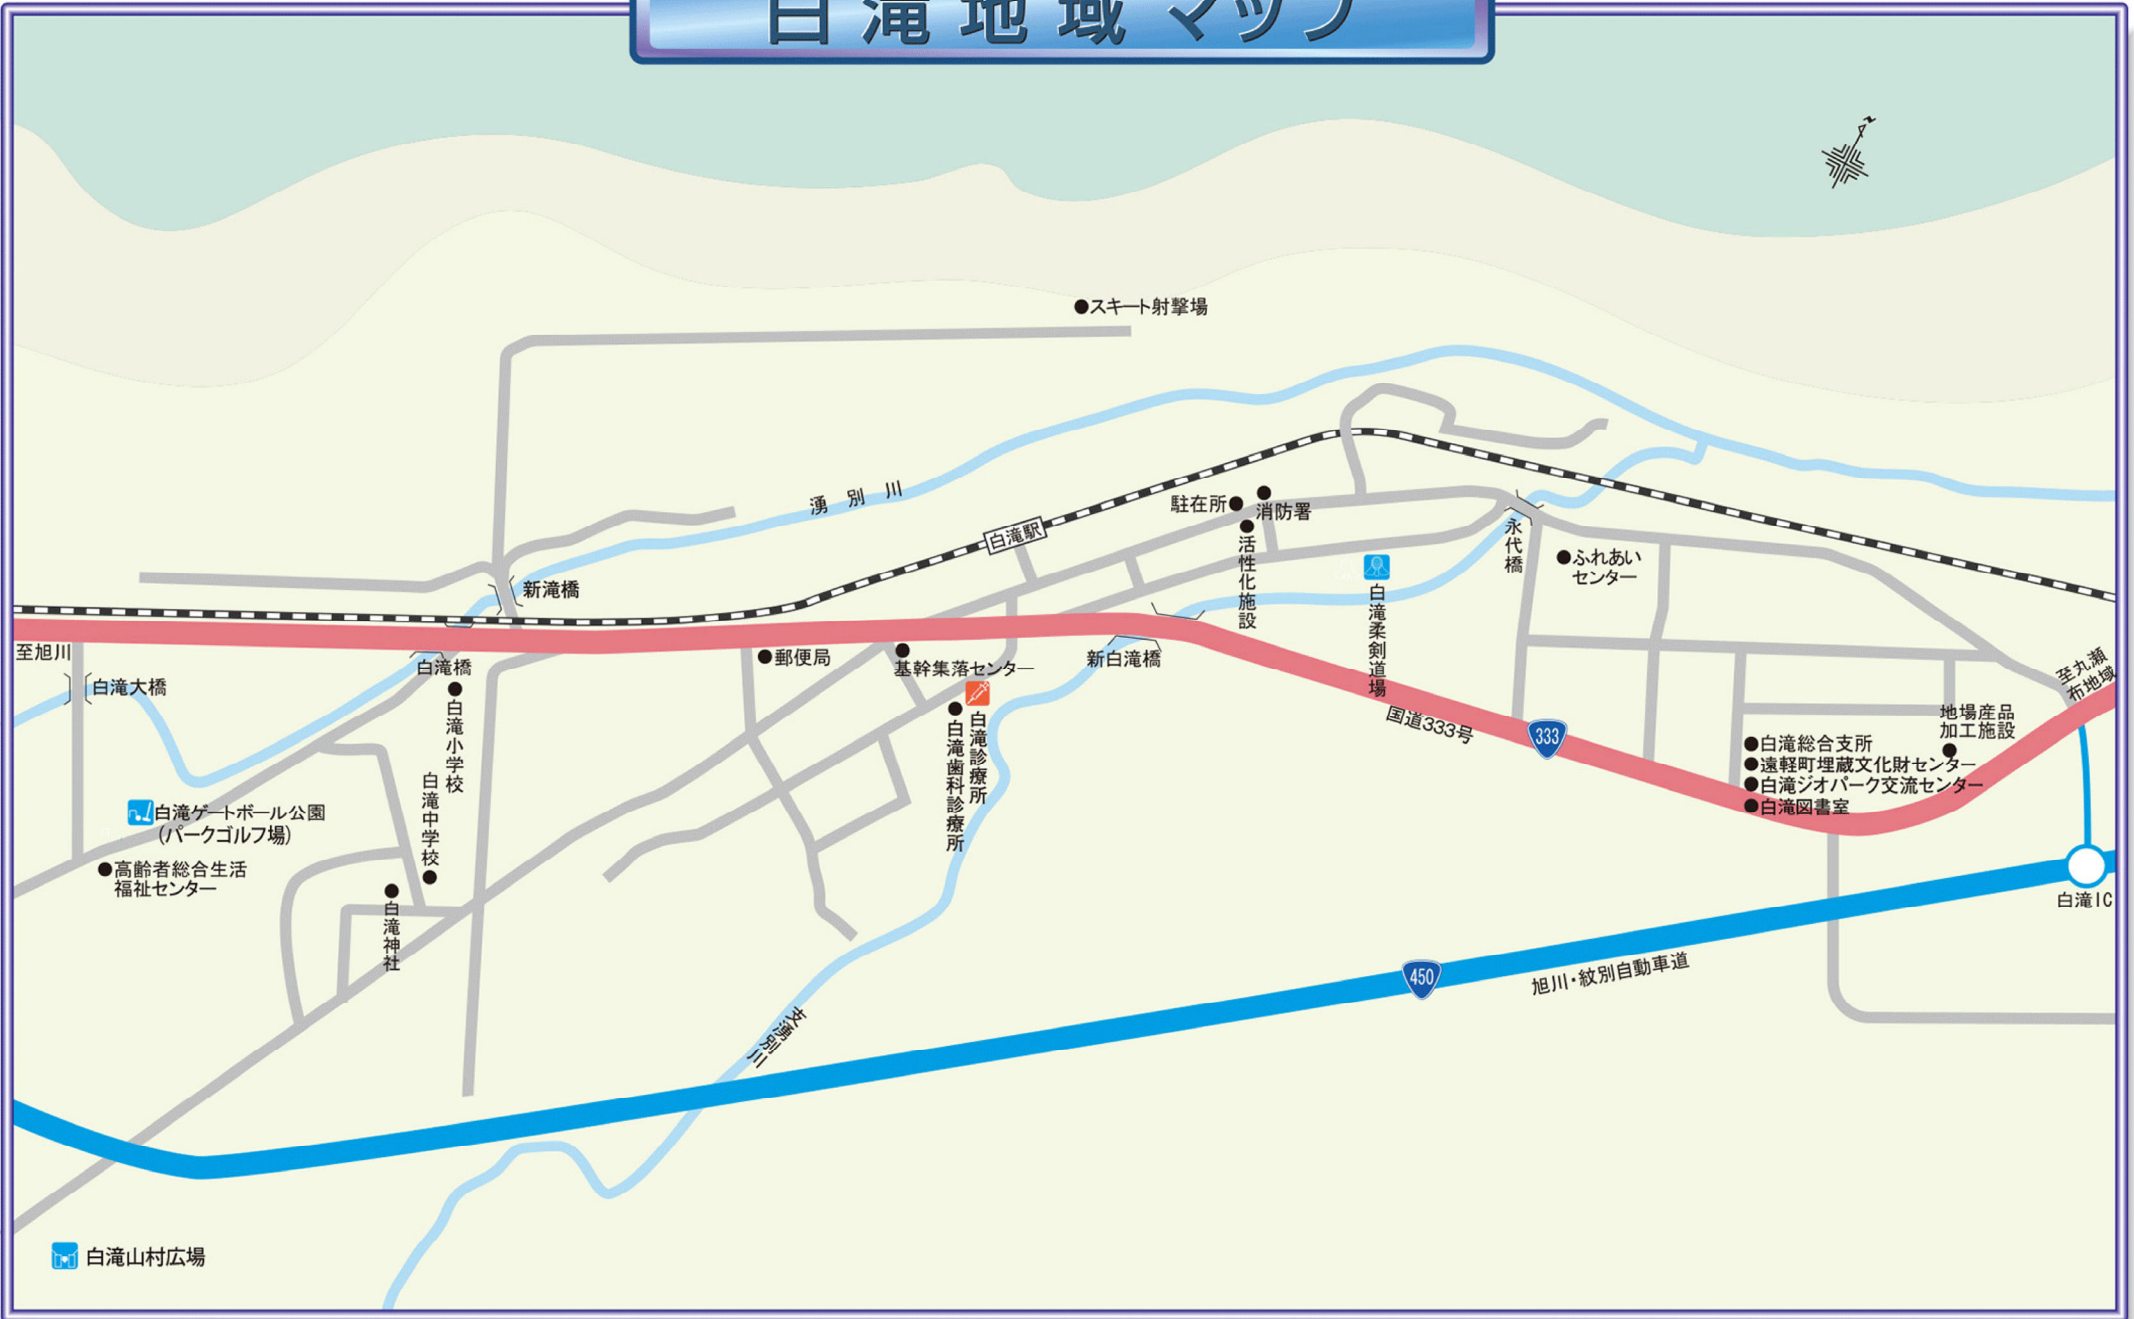 白滝地域マップ
スキート射撃場
湧別川
白滝駅
駐在所
消防署
活性化施設
永代橋
ふれあい
センター
白滝柔剣道場
新滝橋
至旭川
白滝大橋
白滝橋
白滝小学校
白滝中学校
白滝神社
郵便局
基幹集落センター
白滝診療所
白滝歯科診療所
新白滝橋
国道333号
333
至丸瀬
布地域
地場産品
加工施設
白滝総合支所
遠軽町埋蔵文化財センター
白滝ジオパーク交流センター
白滝図書室
白滝ゲートボール公園
(パークゴルフ場)
高齢者総合生活
福祉センター
白滝IC
450
旭川・紋別自動車道
支湧別川
白滝山村広場